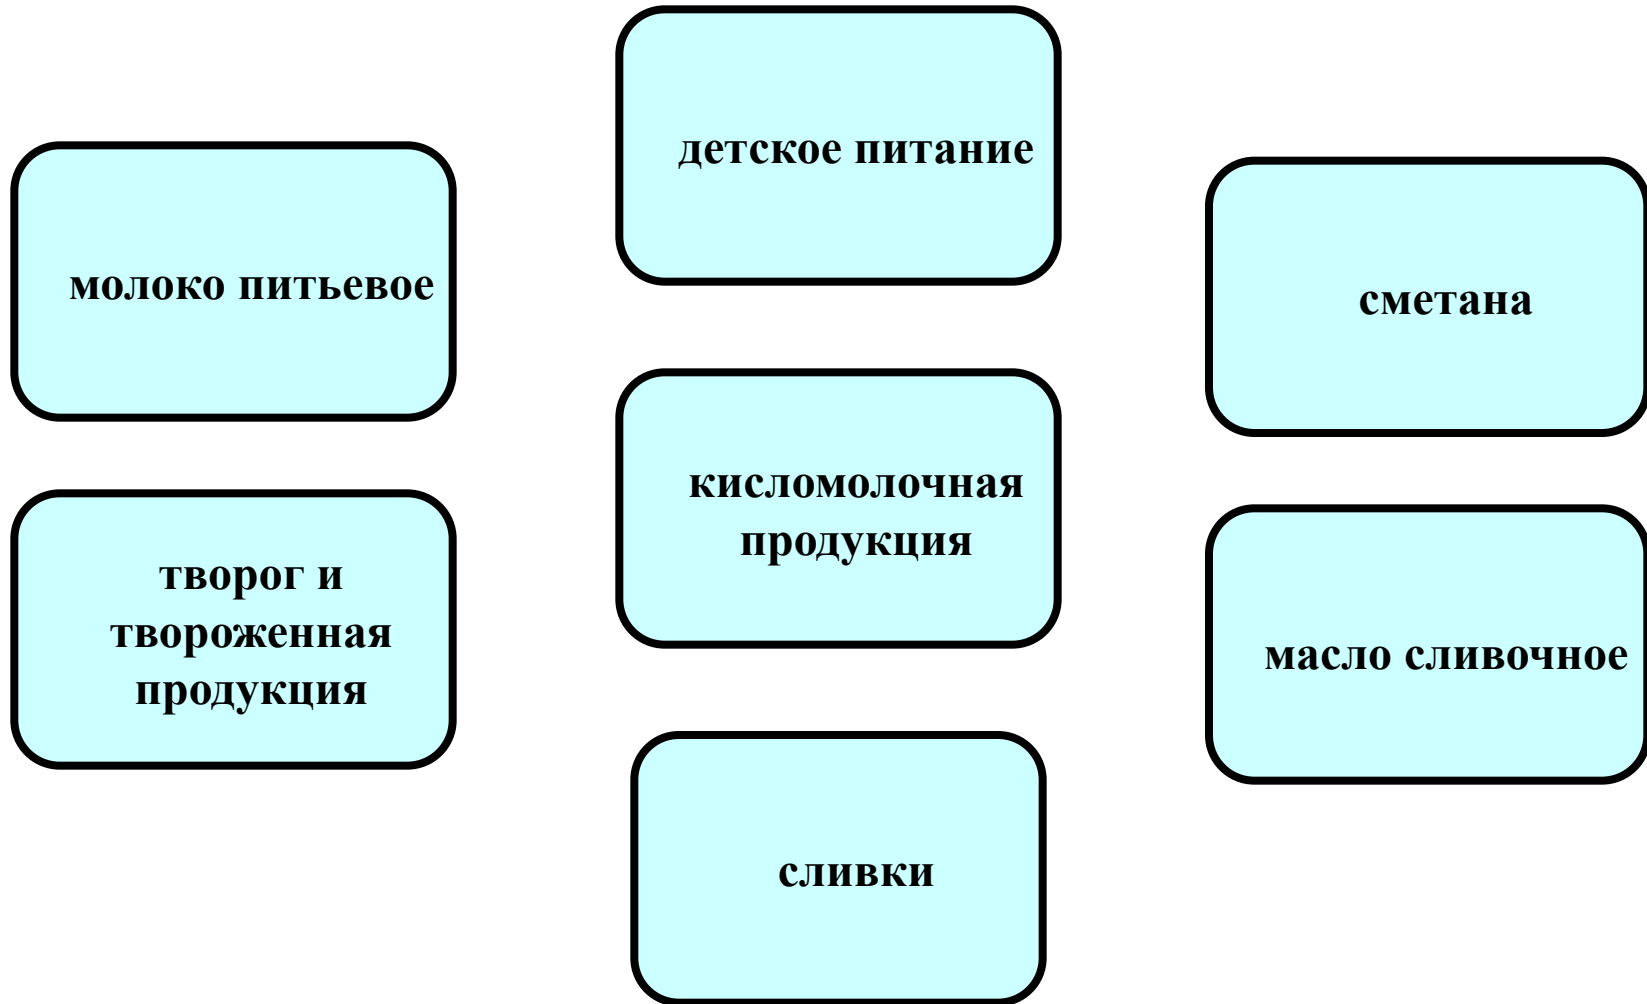 детское питание
молоко питьевое
сметана
кисломолочная
продукция
творог и
твороженная
продукция
масло сливочное
сливки